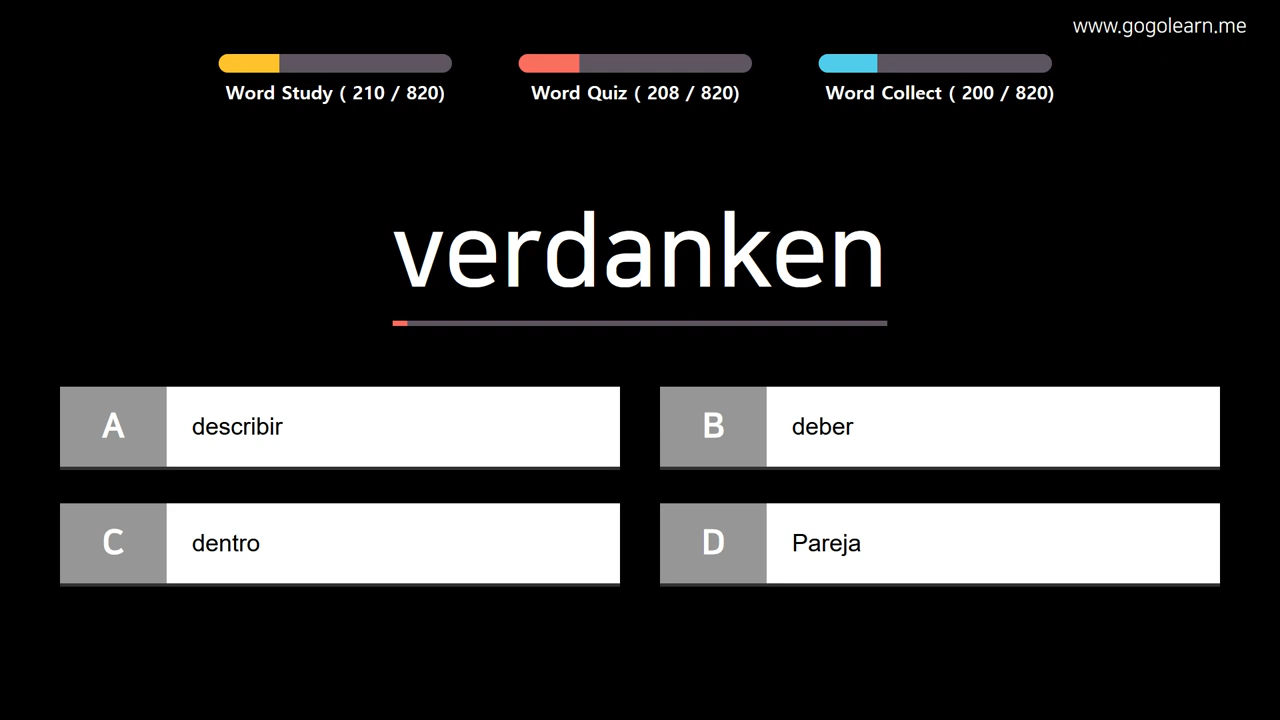 www.gogolearn.me
Word Study ( 210 / 820)
Word Quiz ( 208 / 820)
Word Collect ( 200 / 820)
verdanken
A describir
B deber
C dentro
D Pareja